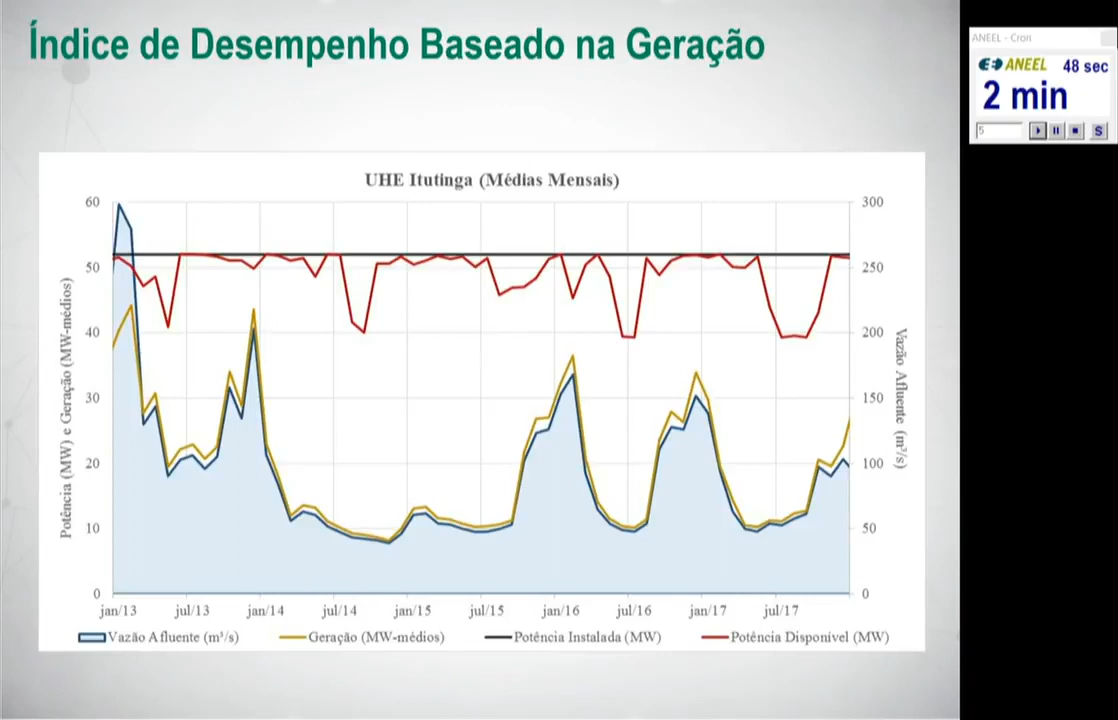 Índice de Desempenho Baseado na Geração
ANEEL - Cron
ANEEL 48 sec
2 min
5
S
UHE Itutinga (Médias Mensais)
60
50
40
30
20
10
0
Potência (MW) e Geração (MW-médios)
300
250
200
150
100
50
0
Vazão Afluente (m³/s)
jan/13 jul/13 jan/14 jul/14 jan/15 jul/15 jan/16 jul/16 jan/17 jul/17
Vazão Afluente (m³/s) Geração (MW-médios) Potência Instalada (MW) Potência Disponível (MW)